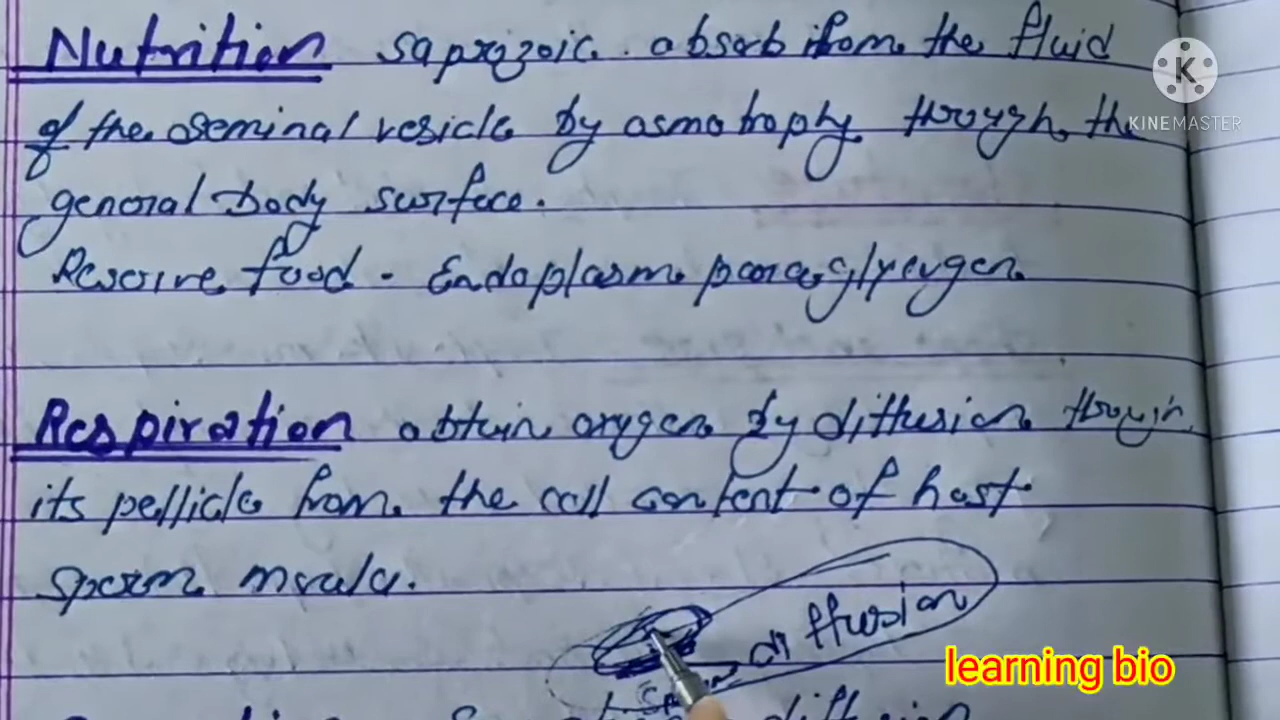 Nutrition saprozoic. absorb from the fluid
of the seminal vesicle by osmotrophy through the
general body surface.
Reserve food - Endoplasm paraglycogen
Respiration obtain oxygen by diffusion through
its pellicle from the cell content of host
sperm morula.
diffusion
diffusion
K
KINEMASTER
learning bio